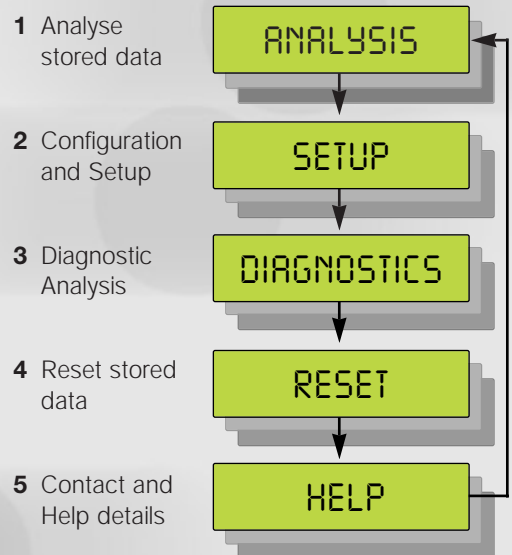 1 Analyse
stored data
ANALYSIS
2 Configuration
and Setup
SETUP
3 Diagnostic
Analysis
DIAGNOSTICS
4 Reset stored
data
RESET
5 Contact and
Help details
HELP